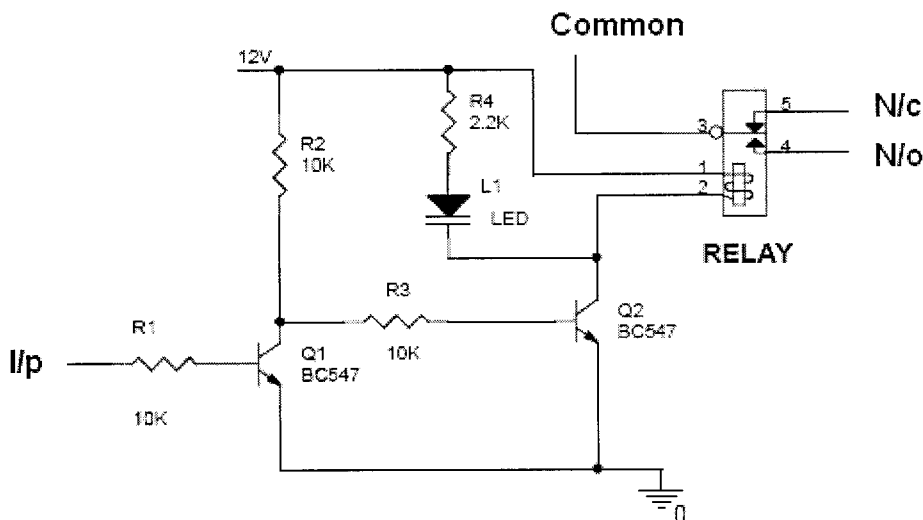 Common
12V
R4
2.2K
R2
10K
L1
LED
3
5
4
1
2
N/c
N/o
RELAY
R3
10K
Q2
BC547
R1
10K
I/p
Q1
BC547
0